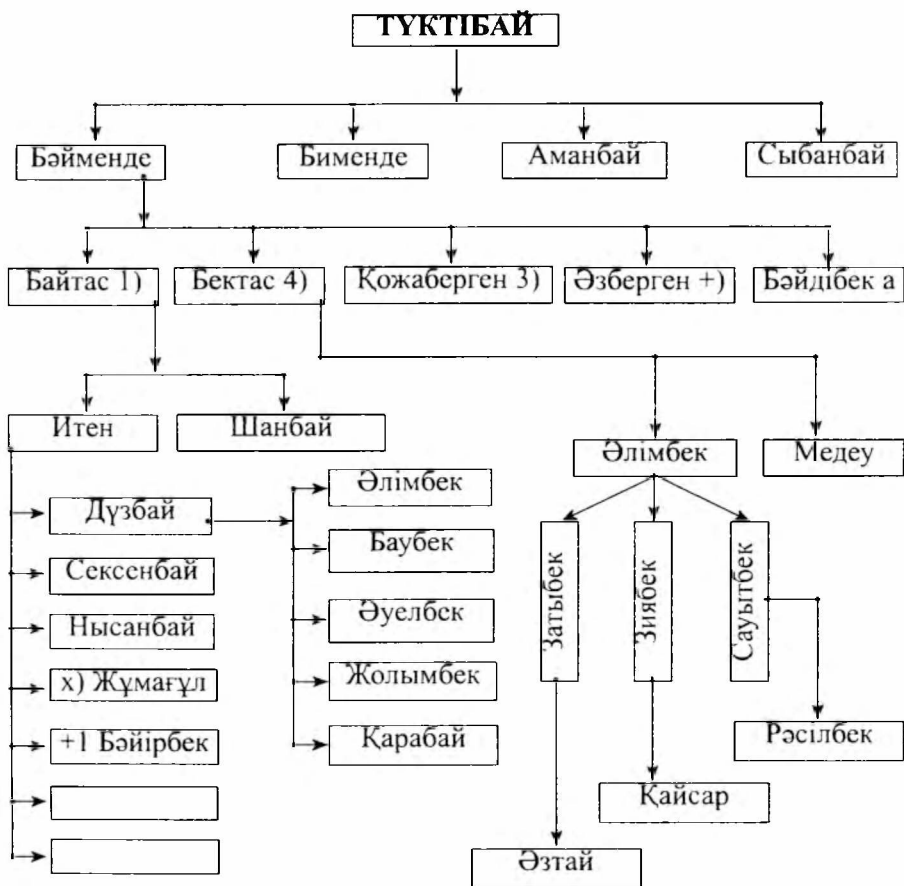 ТҮКТІБАЙ
Бәйменде
Бименде
Аманбай
Сыбанбай
Байтас 1)
Бектас 4)
Қожаберген 3)
Әзберген +)
Бәйдібек а
Итен
Шанбай
Әлімбек
Медеу
Дүзбай
Сексенбай
Нысанбай
х) Жұмағұл
+1 Бәйірбек
Әлімбек
Баубек
Әуелбек
Жолымбек
Қарабай
Затыбек
Зиябек
Сауытбек
Рәсілбек
Қайсар
Әзтай